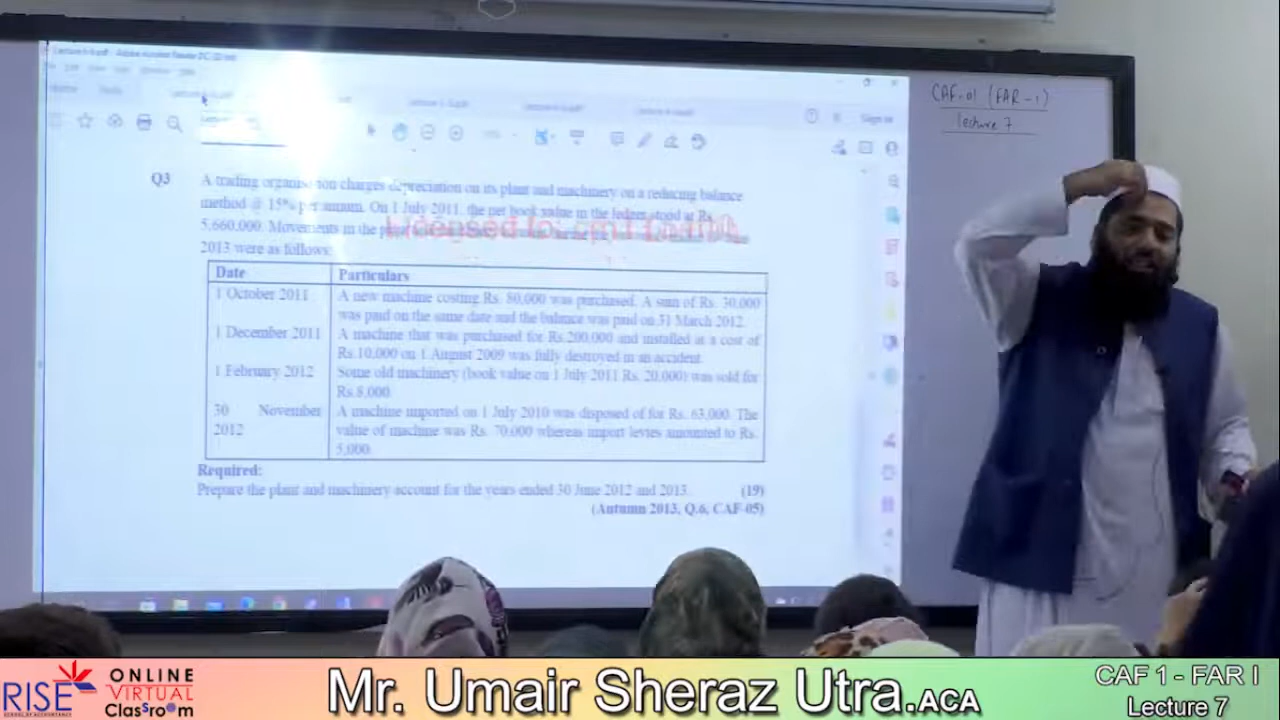 CAF-01 (FAR-1)
lecture 7
Sign In
Q3
A trading organisation charges depreciation on its plant and machinery on a reducing balance
method @ 15% per annum. On 1 July 2011, the net book value in the ledger stood at Rs.
5,660,000. Movements in the
2013 were as follows:
Licensed to:
Date Particulars
1 October 2011 A new machine costing Rs. 80,000 was purchased. A sum of Rs. 30,000
was paid on the same date and the balance was paid on 31 March 2012.
1 December 2011 A machine that was purchased for Rs.200,000 and installed at a cost of
Rs.10,000 on 1 August 2009 was fully destroyed in an accident.
1 February 2012 Some old machinery (book value on 1 July 2011 Rs. 20,000) was sold for
Rs.8,000.
30 November A machine imported on 1 July 2010 was disposed of for Rs. 63,000. The
2012 value of machine was Rs. 70,000 whereas import levies amounted to Rs.
5,000.
Required:
Prepare the plant and machinery account for the years ended 30 June 2012 and 2013. (19)
(Autumn 2013, Q.6, CAF-05)
RISE
ONLINE
VIRTUAL
Classroom
Mr. Umair Sheraz Utra.ACA
CAF 1 - FAR I
Lecture 7